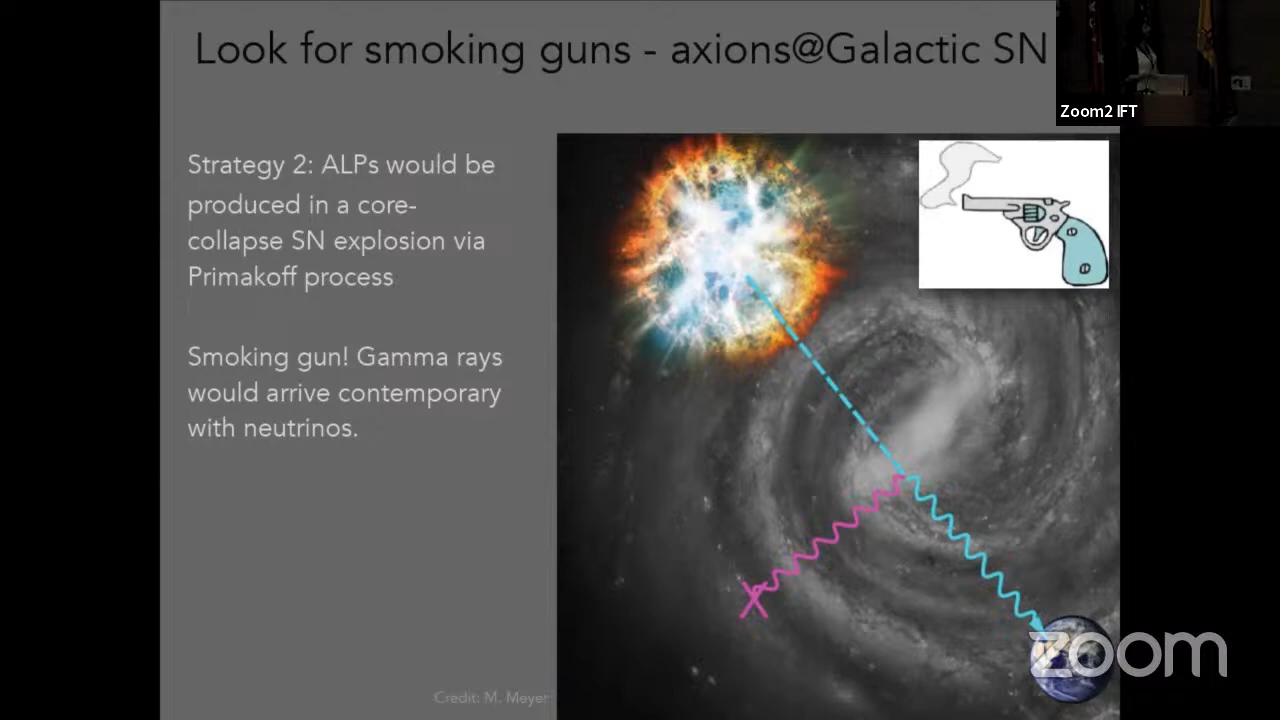 Look for smoking guns - axions@Galactic SN
Zoom2 IFT
Strategy 2: ALPs would be
produced in a core-
collapse SN explosion via
Primakoff process
Smoking gun! Gamma rays
would arrive contemporary
with neutrinos.
zoom
Credit: M. Meyer